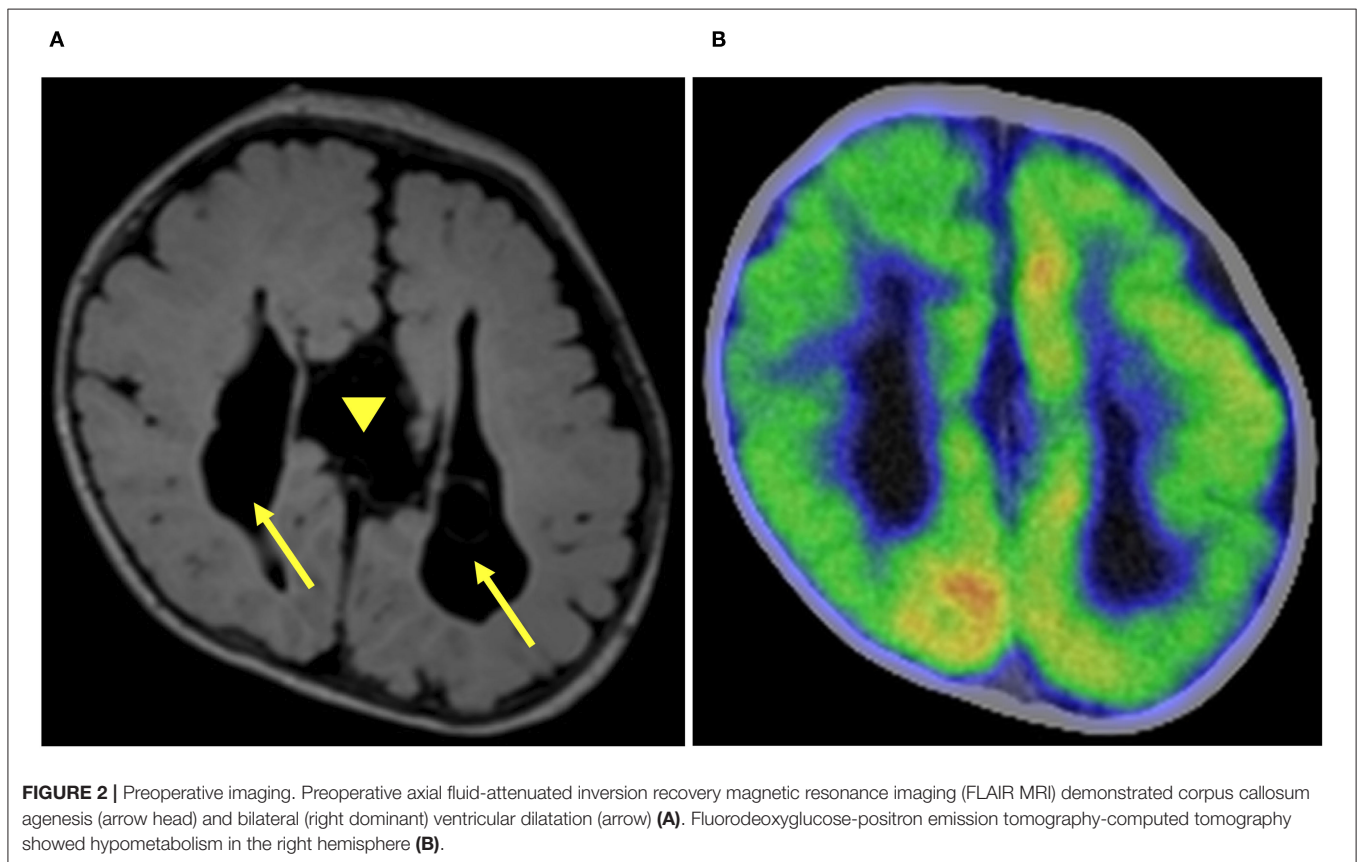 A
B
FIGURE 2 | Preoperative imaging. Preoperative axial fluid-attenuated inversion recovery magnetic resonance imaging (FLAIR MRI) demonstrated corpus callosum
agenesis (arrow head) and bilateral (right dominant) ventricular dilatation (arrow) (A). Fluorodeoxyglucose-positron emission tomography-computed tomography
showed hypometabolism in the right hemisphere (B).